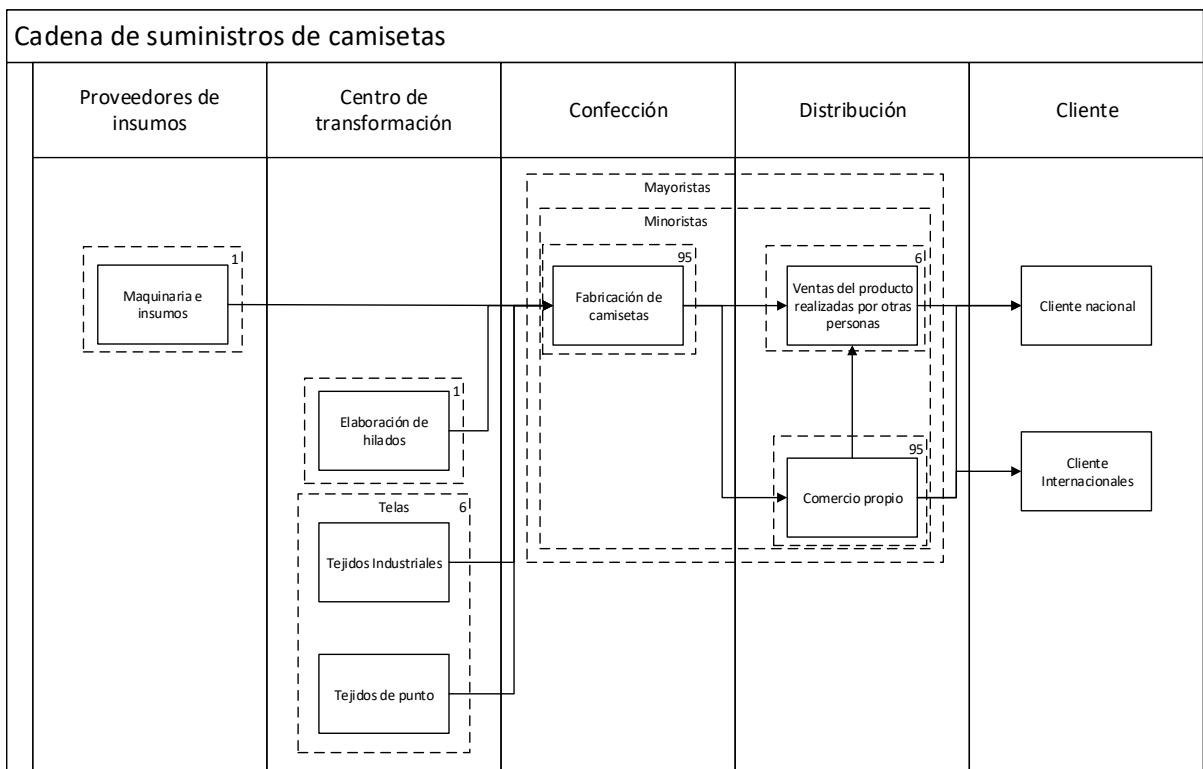 Cadena de suministros de camisetas
Proveedores de
insumos
Centro de
transformación
Confección
Distribución
Cliente
Mayoristas
Minoristas
1
Maquinaria e
insumos
95
Fabricación de
camisetas
6
Ventas del producto
realizadas por otras
personas
Cliente nacional
1
Elaboración de
hilados
95
Comercio propio
Cliente
Internacionales
Telas
6
Tejidos Industriales
Tejidos de punto